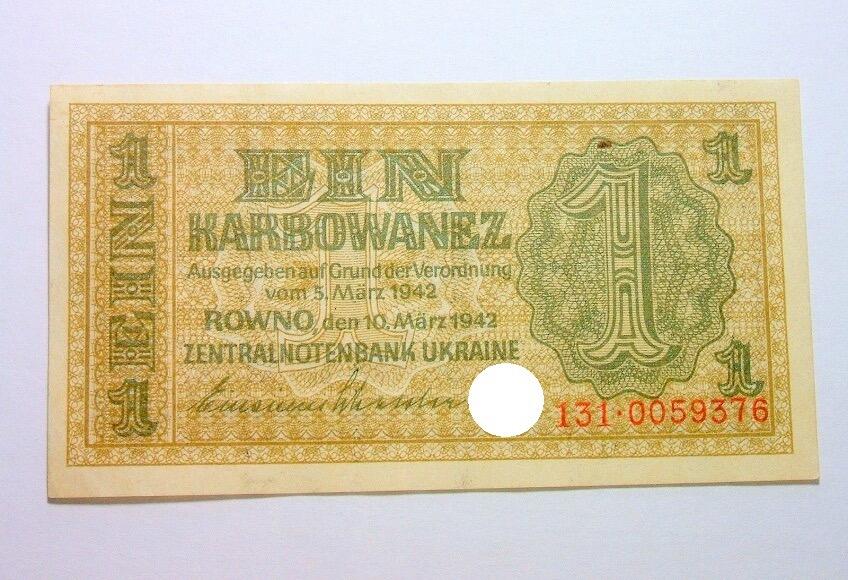 1
EIN
1
EIN
KARBOWANEZ
Ausgegeben auf Grund der Verordnung
vom 5. März 1942
ROWNO, den 10. März 1942
ZENTRALNOTENBANK UKRAINE
1
1
1
131·0059376